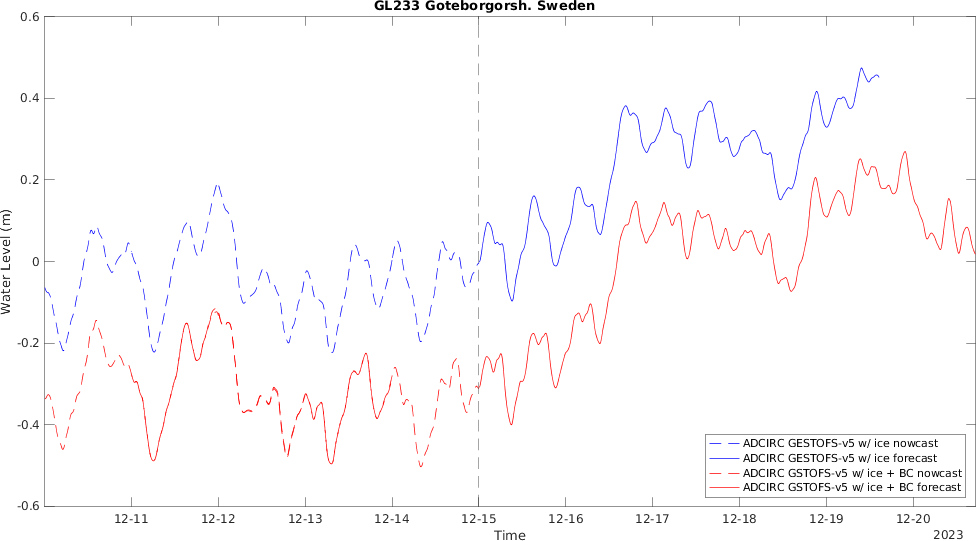 GL233 Goteborgorsh. Sweden
0.6
0.4
0.2
0
-0.2
-0.4
-0.6
Water Level (m)
ADCIRC GESTOFS-v5 w/ ice nowcast
ADCIRC GESTOFS-v5 w/ ice forecast
ADCIRC GSTOFS-v5 w/ ice + BC nowcast
ADCIRC GSTOFS-v5 w/ ice + BC forecast
12-11 12-12 12-13 12-14 12-15 12-16 12-17 12-18 12-19 12-20
Time
2023